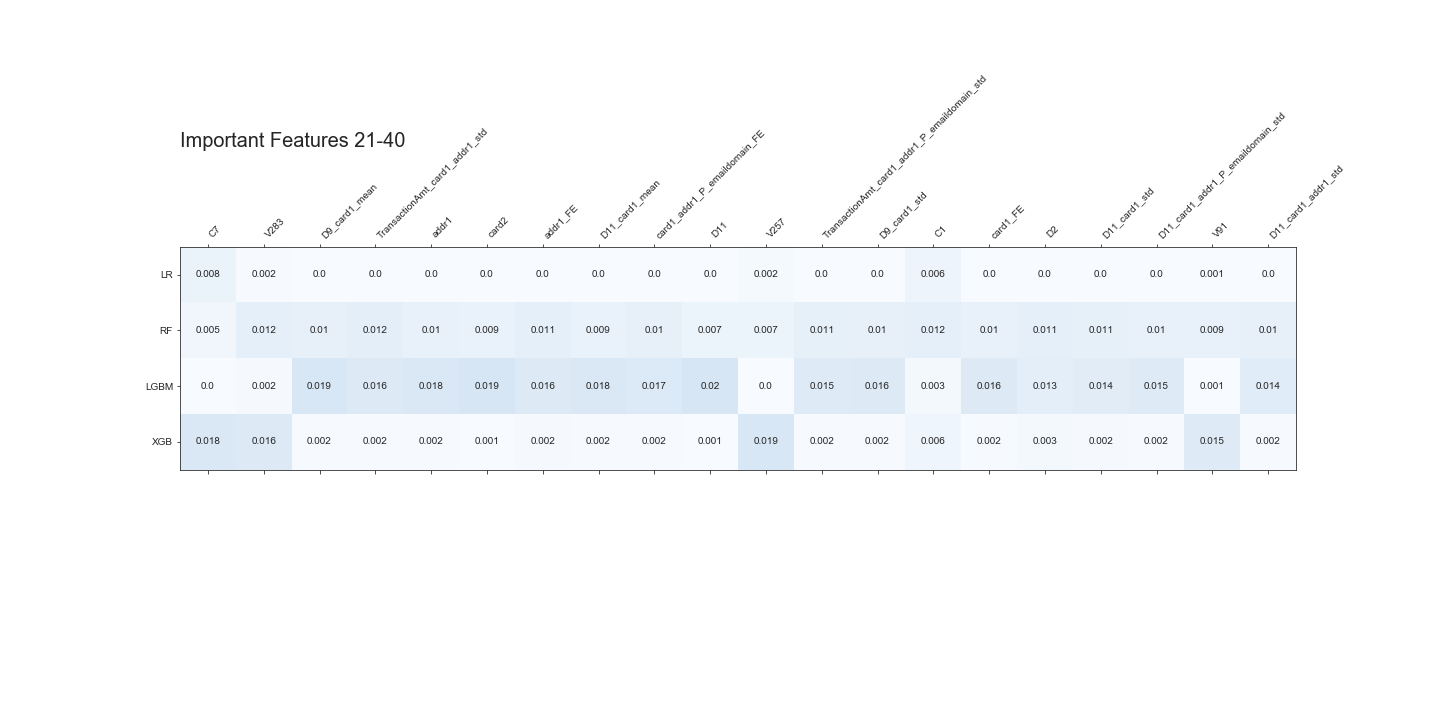 Important Features 21-40
C7 V283 D9_card1_mean TransactionAmt_card1_addr1_std addr1 card2 addr1_FE D11_card1_mean card1_addr1_P_emaildomain_FE D11 V257 TransactionAmt_card1_addr1_P_emaildomain_std D9_card1_std C1 card1_FE D2 D11_card1_std D11_card1_addr1_P_emaildomain_std V91 D11_card1_addr1_std
LR 0.008 0.002 0.0 0.0 0.0 0.0 0.0 0.0 0.0 0.0 0.002 0.0 0.0 0.006 0.0 0.0 0.0 0.0 0.001 0.0
RF 0.005 0.012 0.01 0.012 0.01 0.009 0.011 0.009 0.01 0.007 0.007 0.011 0.01 0.012 0.01 0.011 0.011 0.01 0.009 0.01
LGBM 0.0 0.002 0.019 0.016 0.018 0.019 0.016 0.018 0.017 0.02 0.0 0.015 0.016 0.003 0.016 0.013 0.014 0.015 0.001 0.014
XGB 0.018 0.016 0.002 0.002 0.002 0.001 0.002 0.002 0.002 0.001 0.019 0.002 0.002 0.006 0.002 0.003 0.002 0.002 0.015 0.002